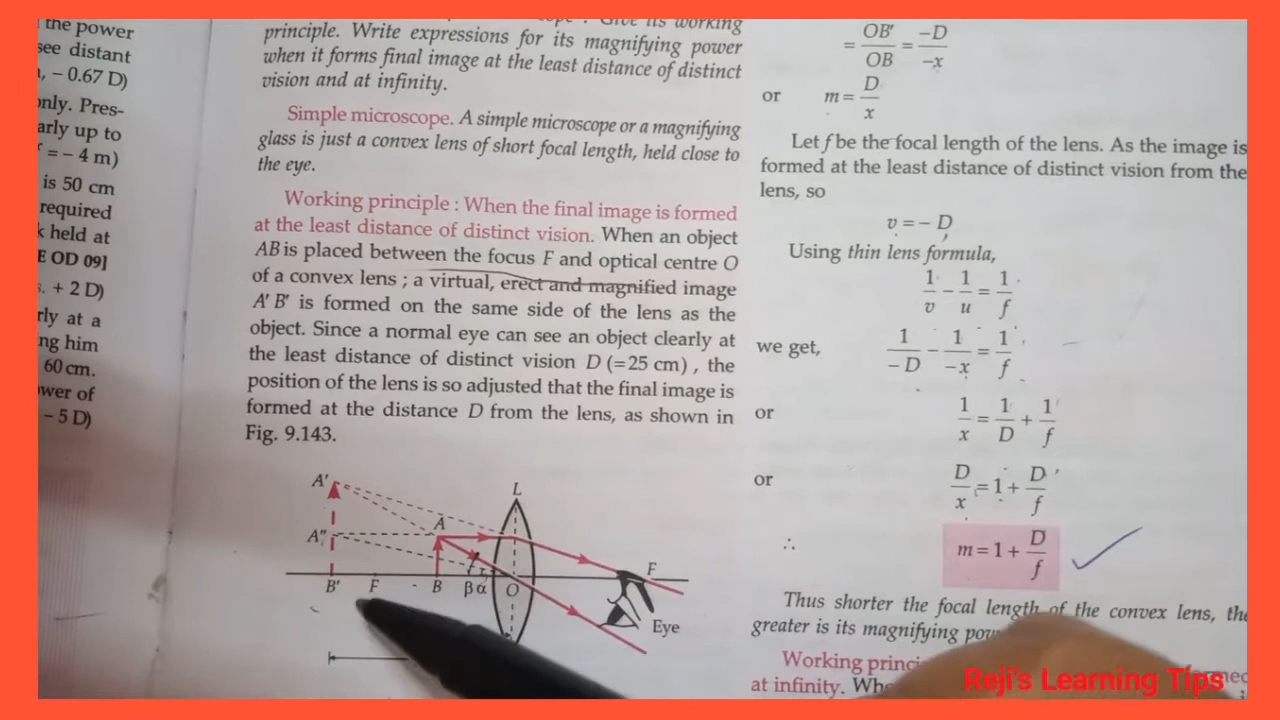 the power
see distant
, – 0.67 D)
only. Pres-
arly up to
f = – 4 m)
is 50 cm
required
k held at
E OD 09]
s. + 2 D)
rly at a
ng him
60 cm.
ower of
– 5 D)
Give its working
principle. Write expressions for its magnifying power
when it forms final image at the least distance of distinct
vision and at infinity.
Simple microscope. A simple microscope or a magnifying
glass is just a convex lens of short focal length, held close to
the eye.
Working principle : When the final image is formed
at the least distance of distinct vision. When an object
AB is placed between the focus F and optical centre O
of a convex lens ; a virtual, erect and magnified image
A' B' is formed on the same side of the lens as the
object. Since a normal eye can see an object clearly at
the least distance of distinct vision D (= 25 cm) , the
position of the lens is so adjusted that the final image is
formed at the distance D from the lens, as shown in
Fig. 9.143.
A'
L
A
A''
F
B' F B β α O
Eye
= OB'/OB = –D/–x
or m = D/x
Let f be the focal length of the lens. As the image is
formed at the least distance of distinct vision from the
lens, so
v = – D
Using thin lens formula,
1/v – 1/u = 1/f
we get, 1/–D – 1/–x = 1/f
or 1/x = 1/D + 1/f
or D/x = 1 + D/f
∴ m = 1 + D/f
Thus shorter the focal length of the convex lens, the
greater is its magnifying
Working
at infinity.
Reji's Learning Tips